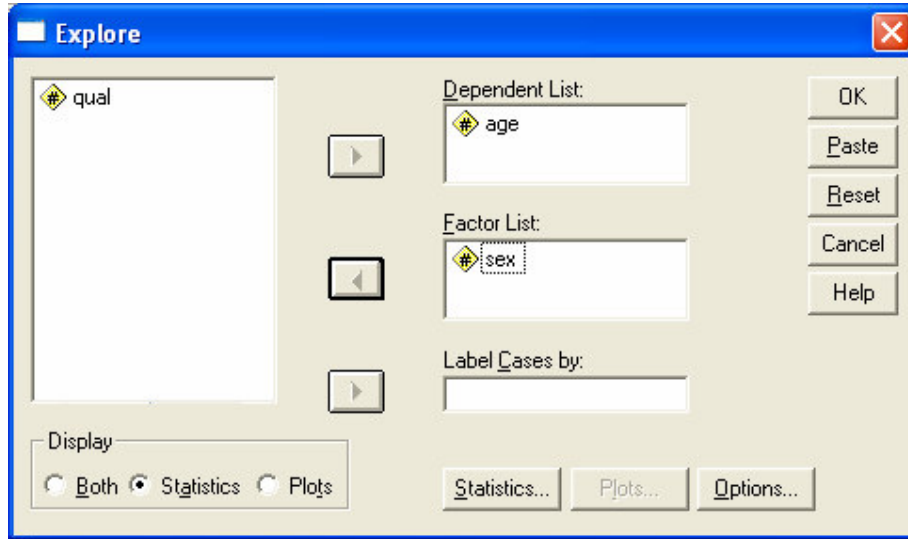 Explore
qual
Dependent List:
age
Factor List:
sex
Label Cases by:
OK
Paste
Reset
Cancel
Help
Display
Both Statistics Plots
Statistics... Plots... Options...